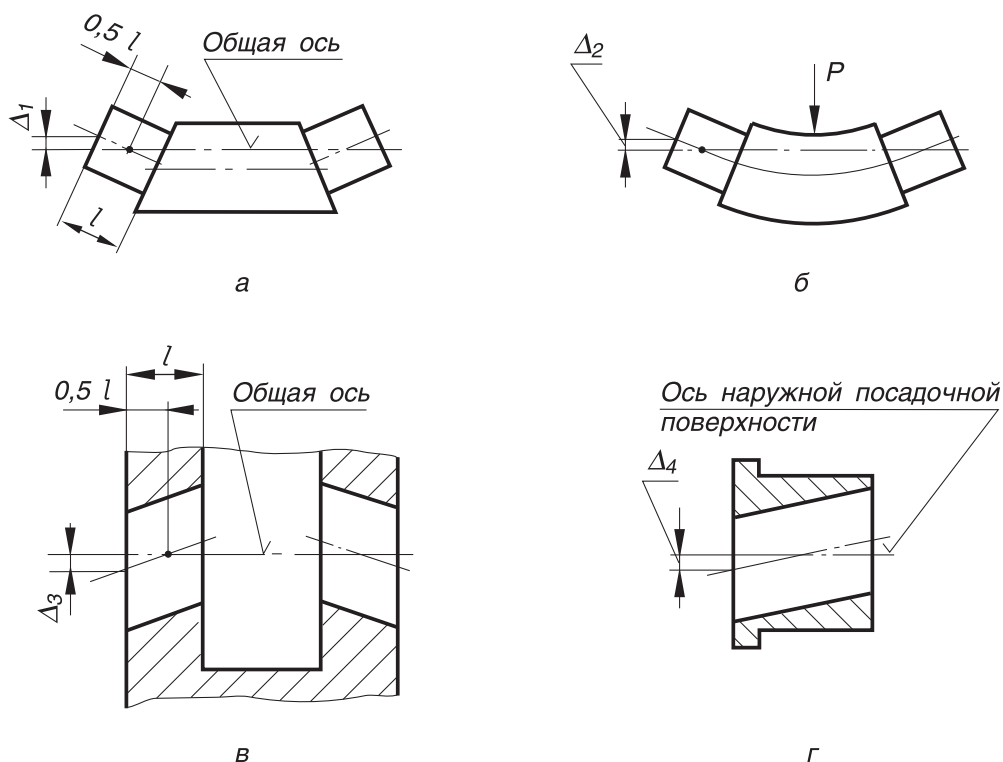 0,5 l
Общая ось
Δ1
l
а
Δ2
P
б
l
0,5 l
Общая ось
Δ3
в
Ось наружной посадочной
поверхности
Δ4
г